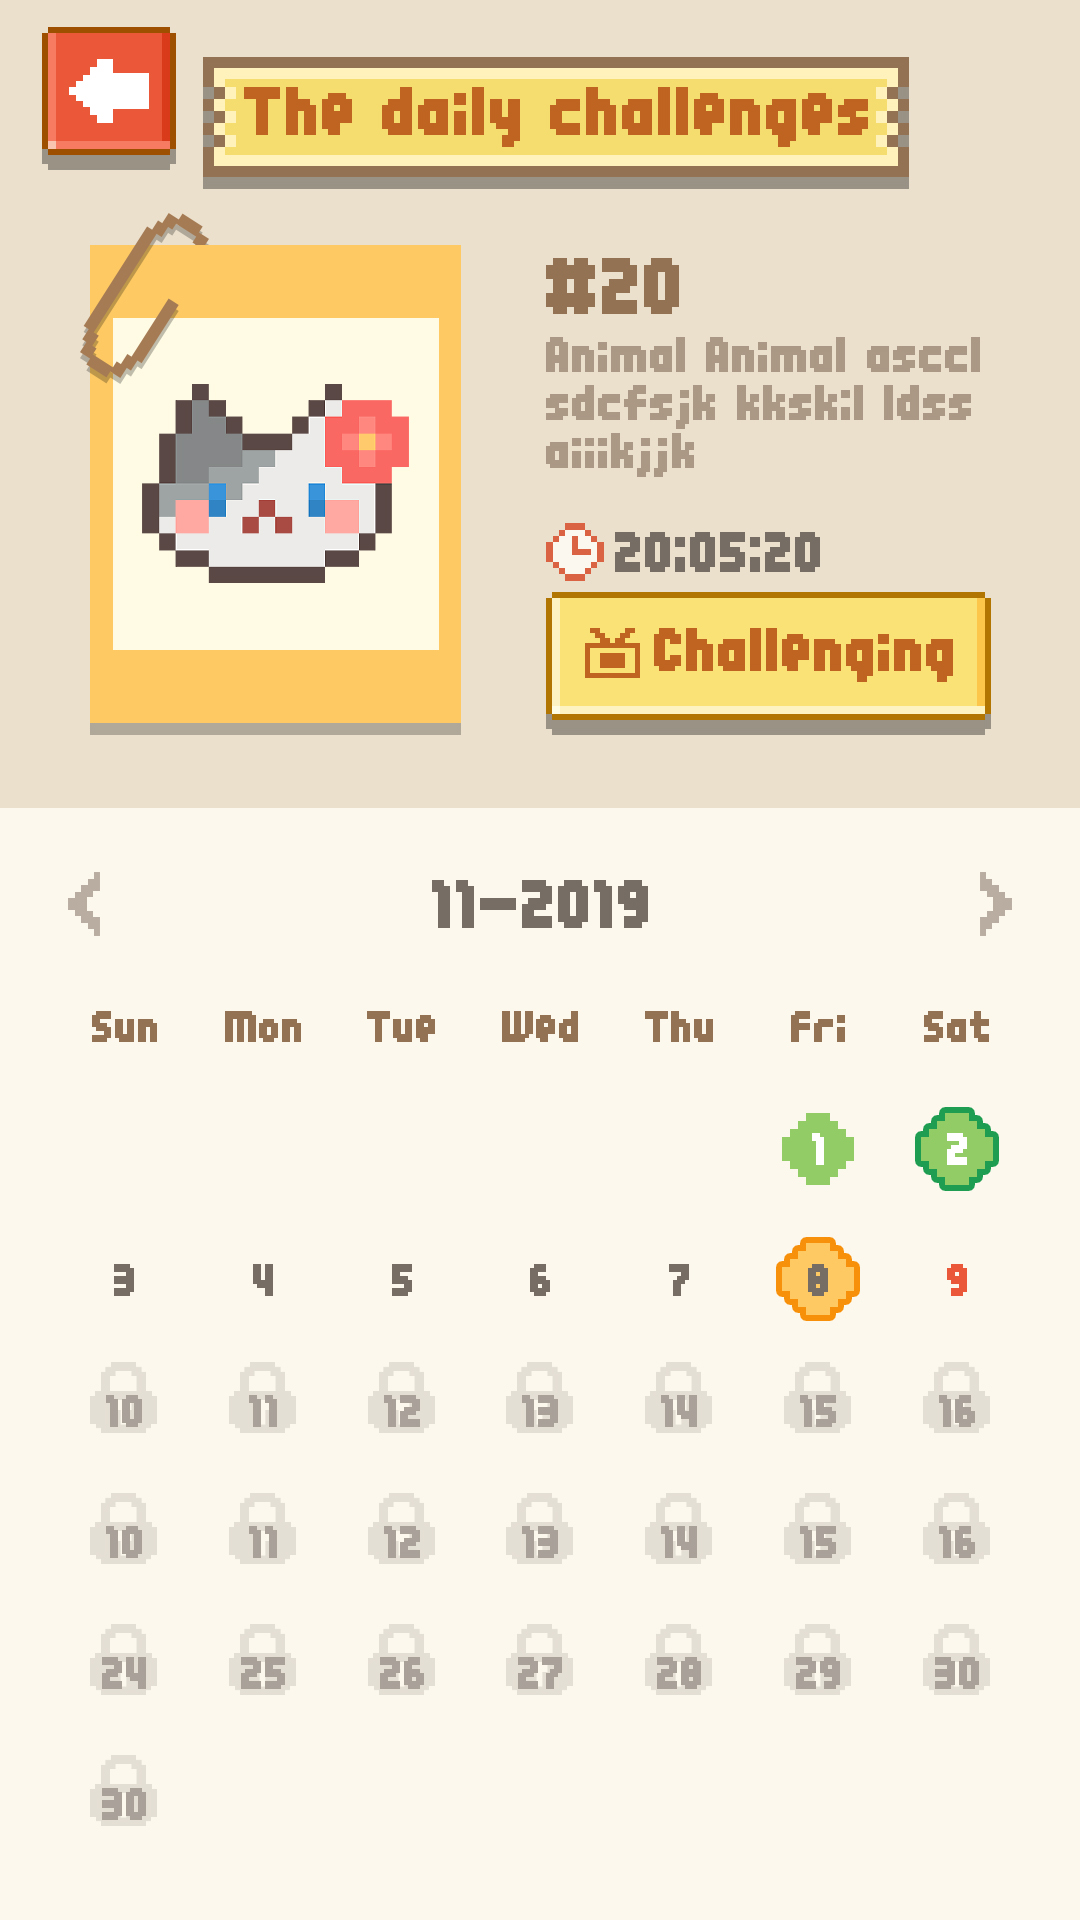 The daily challenges
#20
Animal Animal asccl
sdcfsjk kksk:l ldss
aiiikjjk
20:05:20
Challenging
11-2019
Sun Mon Tue Wed Thu Fri Sat
1 2
3 4 5 6 7 8 9
10 11 12 13 14 15 16
10 11 12 13 14 15 16
24 25 26 27 28 29 30
30